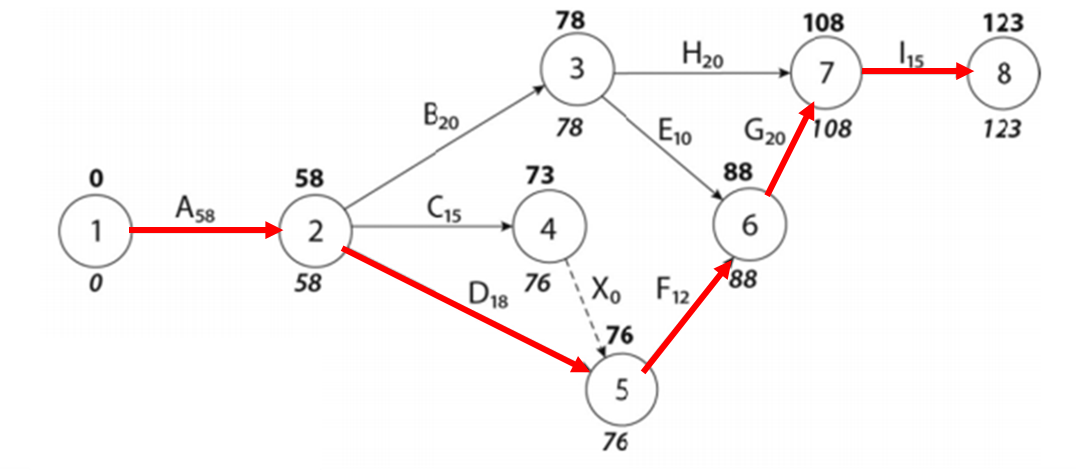 78
3
78
H₂₀
108
7
108
I₁₅
123
8
123
B₂₀
E₁₀
G₂₀
0
1
0
A₅₈
58
2
58
C₁₅
73
4
76
88
6
88
D₁₈
X₀
F₁₂
76
5
76